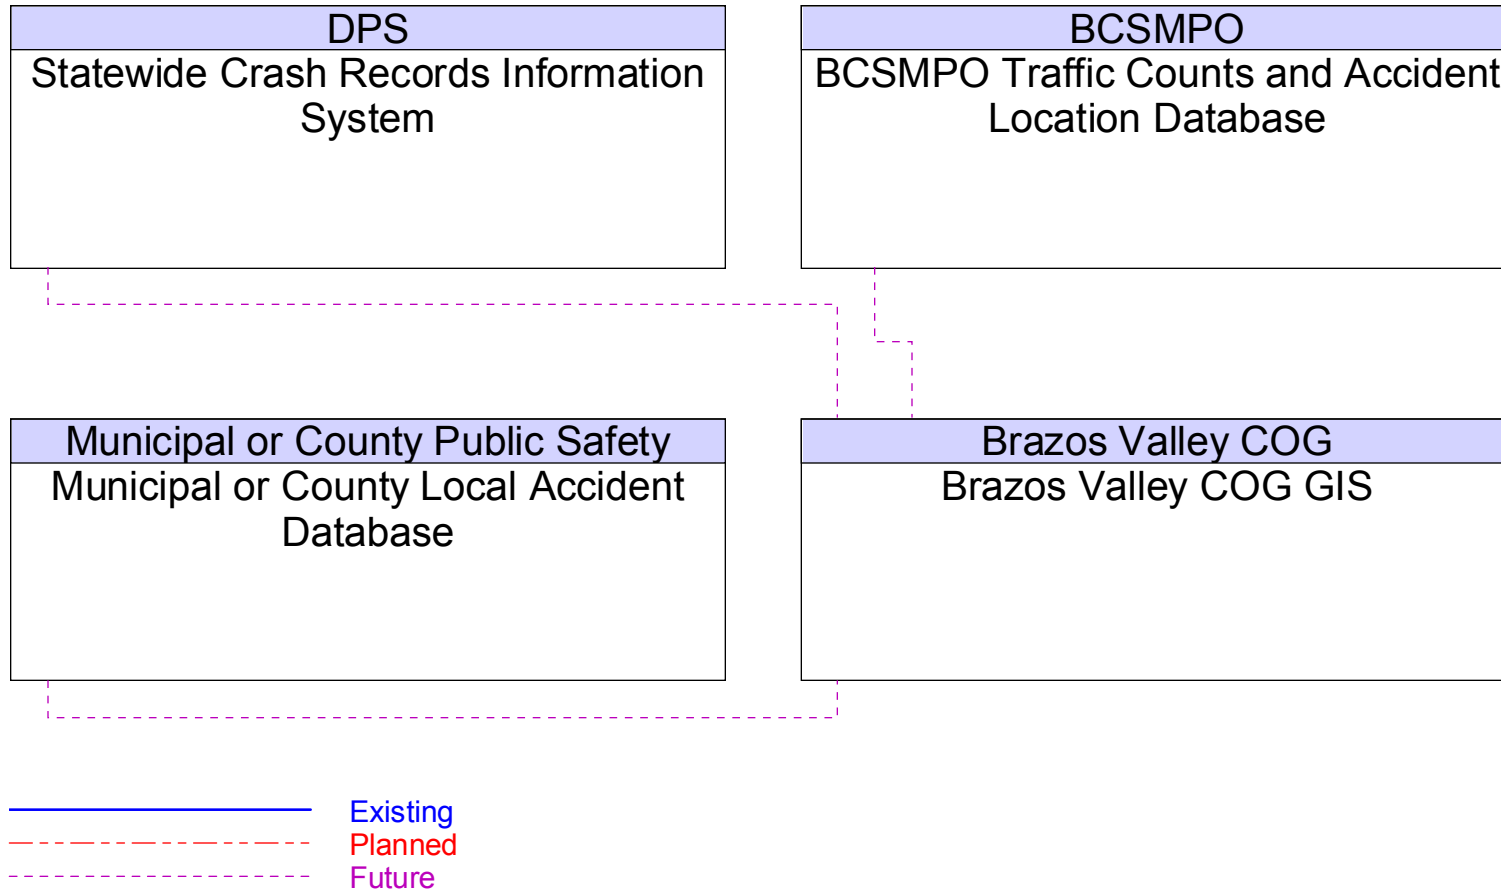 DPS
Statewide Crash Records Information
System
BCSMPO
BCSMPO Traffic Counts and Accident
Location Database
Municipal or County Public Safety
Municipal or County Local Accident
Database
Brazos Valley COG
Brazos Valley COG GIS
Existing
Planned
Future